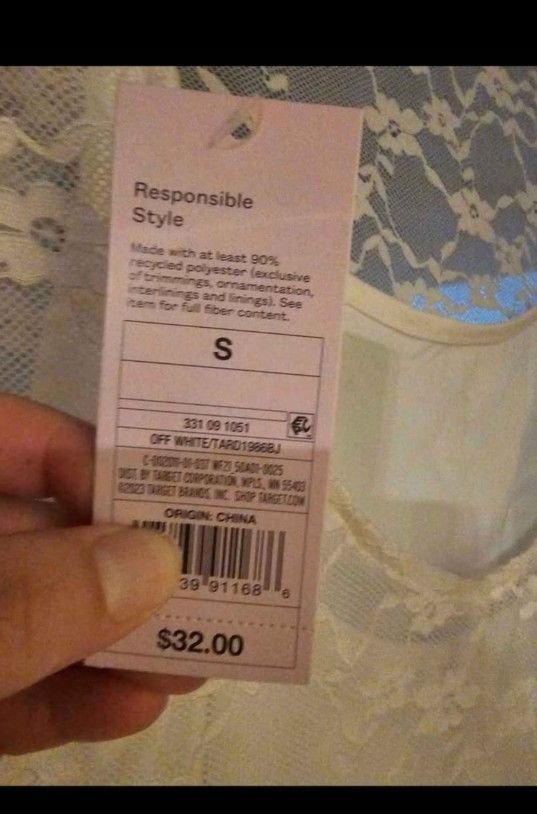 Responsible
Style
Made with at least 90%
recycled polyester (exclusive
of trimmings, ornamentation,
interlinings and linings). See
item for full fiber content.
S
331 09 1051
OFF WHITE/TARD1986BJ
DIST. BY TARGET CORPORATION, MPLS, MN 55403
©2023 TARGET BRANDS, INC. SHOP TARGET.COM
ORIGIN: CHINA
39 91168 6
$32.00